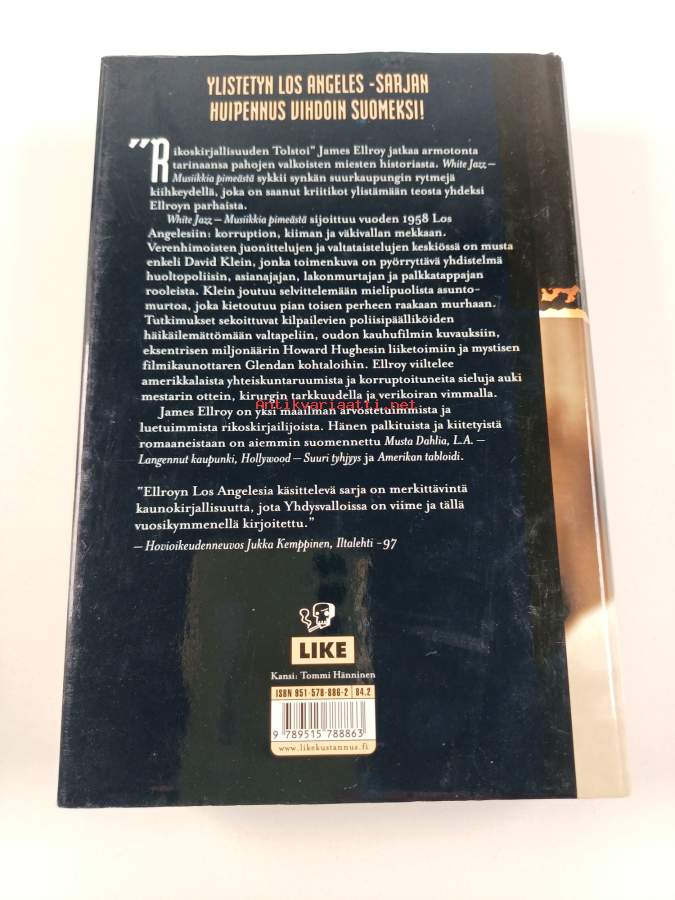 YLISTETYN LOS ANGELES -SARJAN
HUIPENNUS VIHDOIN SUOMEKSI!
"Rikoskirjallisuuden Tolstoi" James Ellroy jatkaa armotonta
tarinaansa pahojen valkoisten miesten historiasta. White Jazz –
Musiikkia pimeästä sykkii synkän suurkaupungin rytmejä
kiihkeydellä, joka on saanut kriitikot ylistämään teosta yhdeksi
Ellroyn parhaista.
White Jazz – Musiikkia pimeästä sijoittuu vuoden 1958 Los
Angelesiin: korruption, kiiman ja väkivallan mekkaan.
Verenhimoisten juonittelujen ja valtataistelujen keskiössä on musta
enkeli David Klein, jonka toimenkuva on pyörryttävä yhdistelmä
huoltopoliisin, asianajajan, lakonmurtajan ja palkkatappajan
rooleista. Klein joutuu selvittelemään mielipuolista asunto-
murtoa, joka kietoutuu pian toisen perheen raakaan murhaan.
Tutkimukset sekoittuvat kilpailevien poliisipäälliköiden
häikäilemättömään valtapeliin, oudon kauhufilmin kuvauksiin,
eksentrisen miljonäärin Howard Hughesin liiketoimiin ja mystisen
filmikaunottaren Glendan kohtaloihin. Ellroy viiltelee
amerikkalaista yhteiskuntaruumista ja korruptoituneita sieluja auki
mestarin ottein, kirurgin tarkkuudella ja verikoiran vimmalla.
Antikvariaatti.net
James Ellroy on yksi maailman arvostetuimmista ja
luetuimmista rikoskirjailijoista. Hänen palkituista ja kiitetyistä
romaaneistaan on aiemmin suomennettu Musta Dahlia, L.A. –
Langennut kaupunki, Hollywood – Suuri tyhjyys ja Amerikan tabloidi.
"Ellroyn Los Angelesia käsittelevä sarja on merkittävintä
kaunokirjallisuutta, jota Yhdysvalloissa on viime ja tällä
vuosikymmenellä kirjoitettu."
– Hovioikeudenneuvos Jukka Kemppinen, Iltalehti -97
LIKE
Kansi: Tommi Hänninen
ISBN 951-578-886-2 84.2
9 789515 788863
www.likekustannus.fi